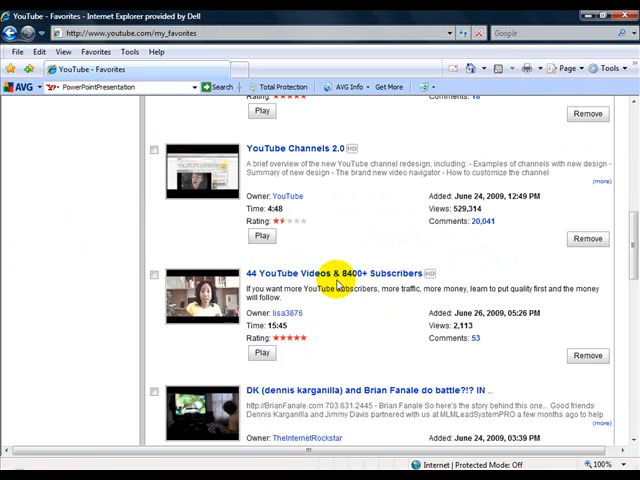 YouTube - Favorites - Internet Explorer provided by Dell
http://www.youtube.com/my_favorites
Google
File Edit View Favorites Tools Help
YouTube - Favorites
Page Tools
AVG PowerPointPresentation Search Total Protection AVG Info Get More
Rating:
Comments: 18
Play
Remove
YouTube Channels 2.0 HD
A brief overview of the new YouTube channel redesign, including: - Examples of channels with new design -
Summary of new design - The brand new video navigator - How to customize the channel
(more)
Owner: YouTube
Added: June 24, 2009, 12:49 PM
Time: 4:48
Views: 529,314
Rating:
Comments: 20,041
Play
Remove
44 YouTube Videos & 8400+ Subscribers HD
If you want more YouTube subscribers, more traffic, more money, learn to put quality first and the money
will follow.
Owner: lisa3876
Added: June 26, 2009, 05:26 PM
Time: 15:45
Views: 2,113
Rating:
Comments: 53
Play
Remove
DK (dennis karganilla) and Brian Fanale do battle?!? IN ...
http://BrianFanale.com 703.631.2445 - Brian Fanale So here's the story behind this one... Good friends
Dennis Karganilla and Jimmy Davis partnered with us at MLMLeadSystemPRO a few months ago to help
(more)
Owner: TheInternetRockstar
Added: June 24, 2009, 03:39 PM
Internet | Protected Mode: Off
100%